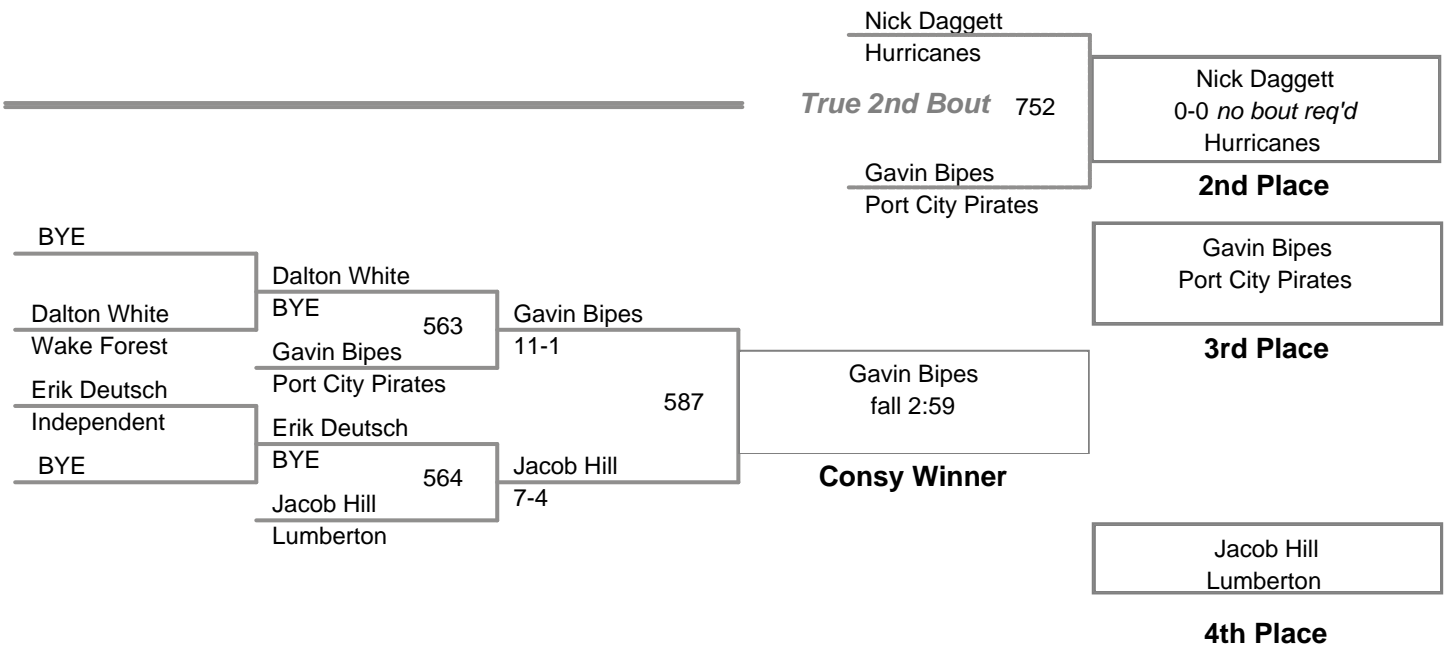 Nick Daggett
Hurricanes
True 2nd Bout 752
Gavin Bipes
Port City Pirates
Nick Daggett
0-0 no bout req'd
Hurricanes
2nd Place
Gavin Bipes
Port City Pirates
3rd Place
BYE
Dalton White
Wake Forest
Erik Deutsch
Independent
BYE
Dalton White
BYE
563
Gavin Bipes
Port City Pirates
Erik Deutsch
BYE
564
Jacob Hill
Lumberton
Gavin Bipes
11-1
587
Jacob Hill
7-4
Gavin Bipes
fall 2:59
Consy Winner
Jacob Hill
Lumberton
4th Place